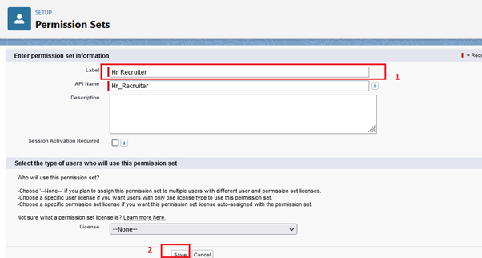 SETUP
Permission Sets
Enter permission set information
Label
Hr Recruiter
1
API Name
Hr_Recruiter
i
Description
Session Activation Required
i
Select the type of users who will use this permission set
Who will use this permission set?
-Choose '--None--' if you plan to assign this permission set to multiple users with different user and permission set licenses.
-Choose a specific user license if you want users with only one license type to use this permission set.
-Choose a specific permission set license if you want this permission set license auto-assigned with the permission set.
Not sure what a permission set license is? Learn more here.
License
--None--
2
Save
Cancel